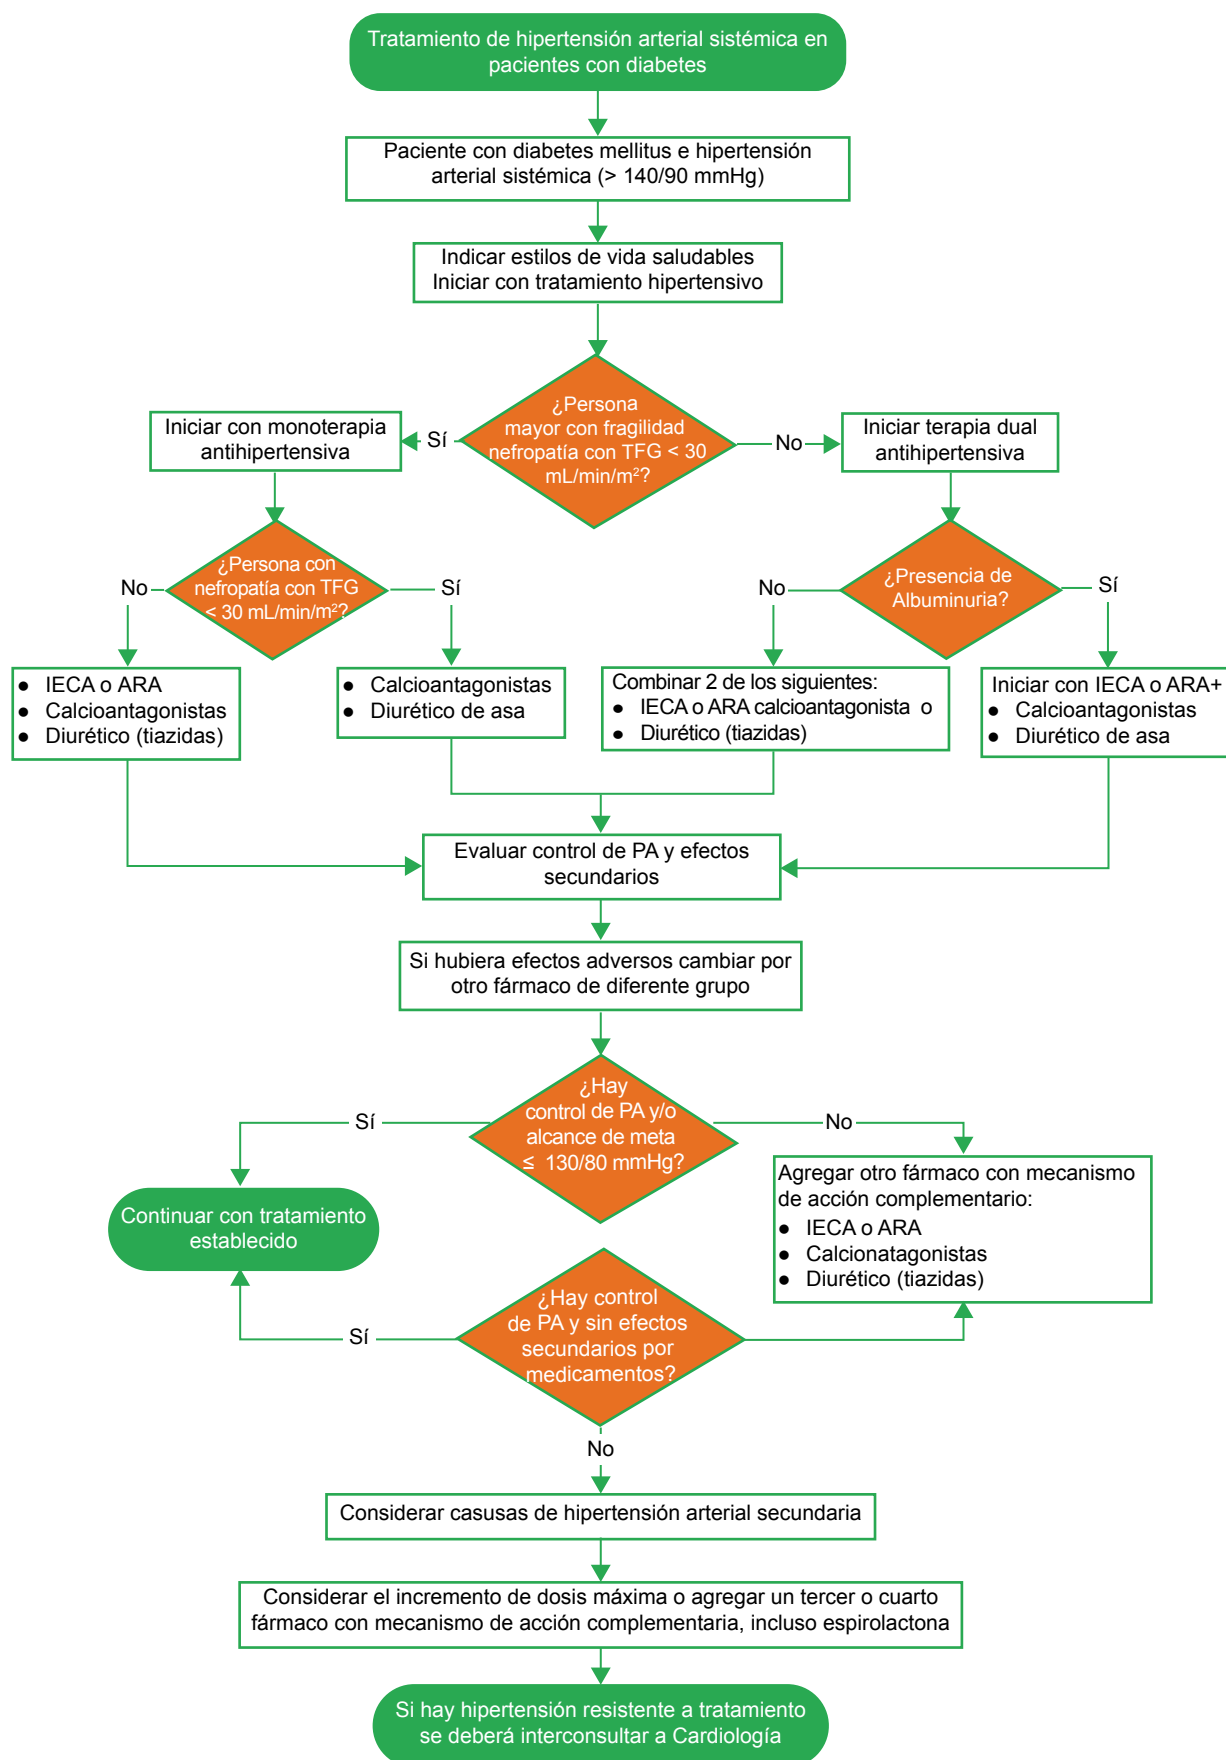 Tratamiento de hipertensión arterial sistémica en
pacientes con diabetes
Paciente con diabetes mellitus e hipertensión
arterial sistémica (> 140/90 mmHg)
Indicar estilos de vida saludables
Iniciar con tratamiento hipertensivo
¿Persona
mayor con fragilidad
nefropatía con TFG < 30
mL/min/m²?
Sí
No
Iniciar con monoterapia
antihipertensiva
Iniciar terapia dual
antihipertensiva
¿Persona con
nefropatía con TFG
< 30 mL/min/m²?
No
Sí
¿Presencia de
Albuminuria?
No
Sí
● IECA o ARA
● Calcioantagonistas
● Diurético (tiazidas)
● Calcioantagonistas
● Diurético de asa
Combinar 2 de los siguientes:
● IECA o ARA calcioantagonista o
● Diurético (tiazidas)
Iniciar con IECA o ARA+
● Calcioantagonistas
● Diurético de asa
Evaluar control de PA y efectos
secundarios
Si hubiera efectos adversos cambiar por
otro fármaco de diferente grupo
¿Hay
control de PA y/o
alcance de meta
≤ 130/80 mmHg?
Sí
No
Continuar con tratamiento
establecido
Agregar otro fármaco con mecanismo
de acción complementario:
● IECA o ARA
● Calcionatagonistas
● Diurético (tiazidas)
¿Hay control
de PA y sin efectos
secundarios por
medicamentos?
Sí
No
Considerar casusas de hipertensión arterial secundaria
Considerar el incremento de dosis máxima o agregar un tercer o cuarto
fármaco con mecanismo de acción complementaria, incluso espirolactona
Si hay hipertensión resistente a tratamiento
se deberá interconsultar a Cardiología